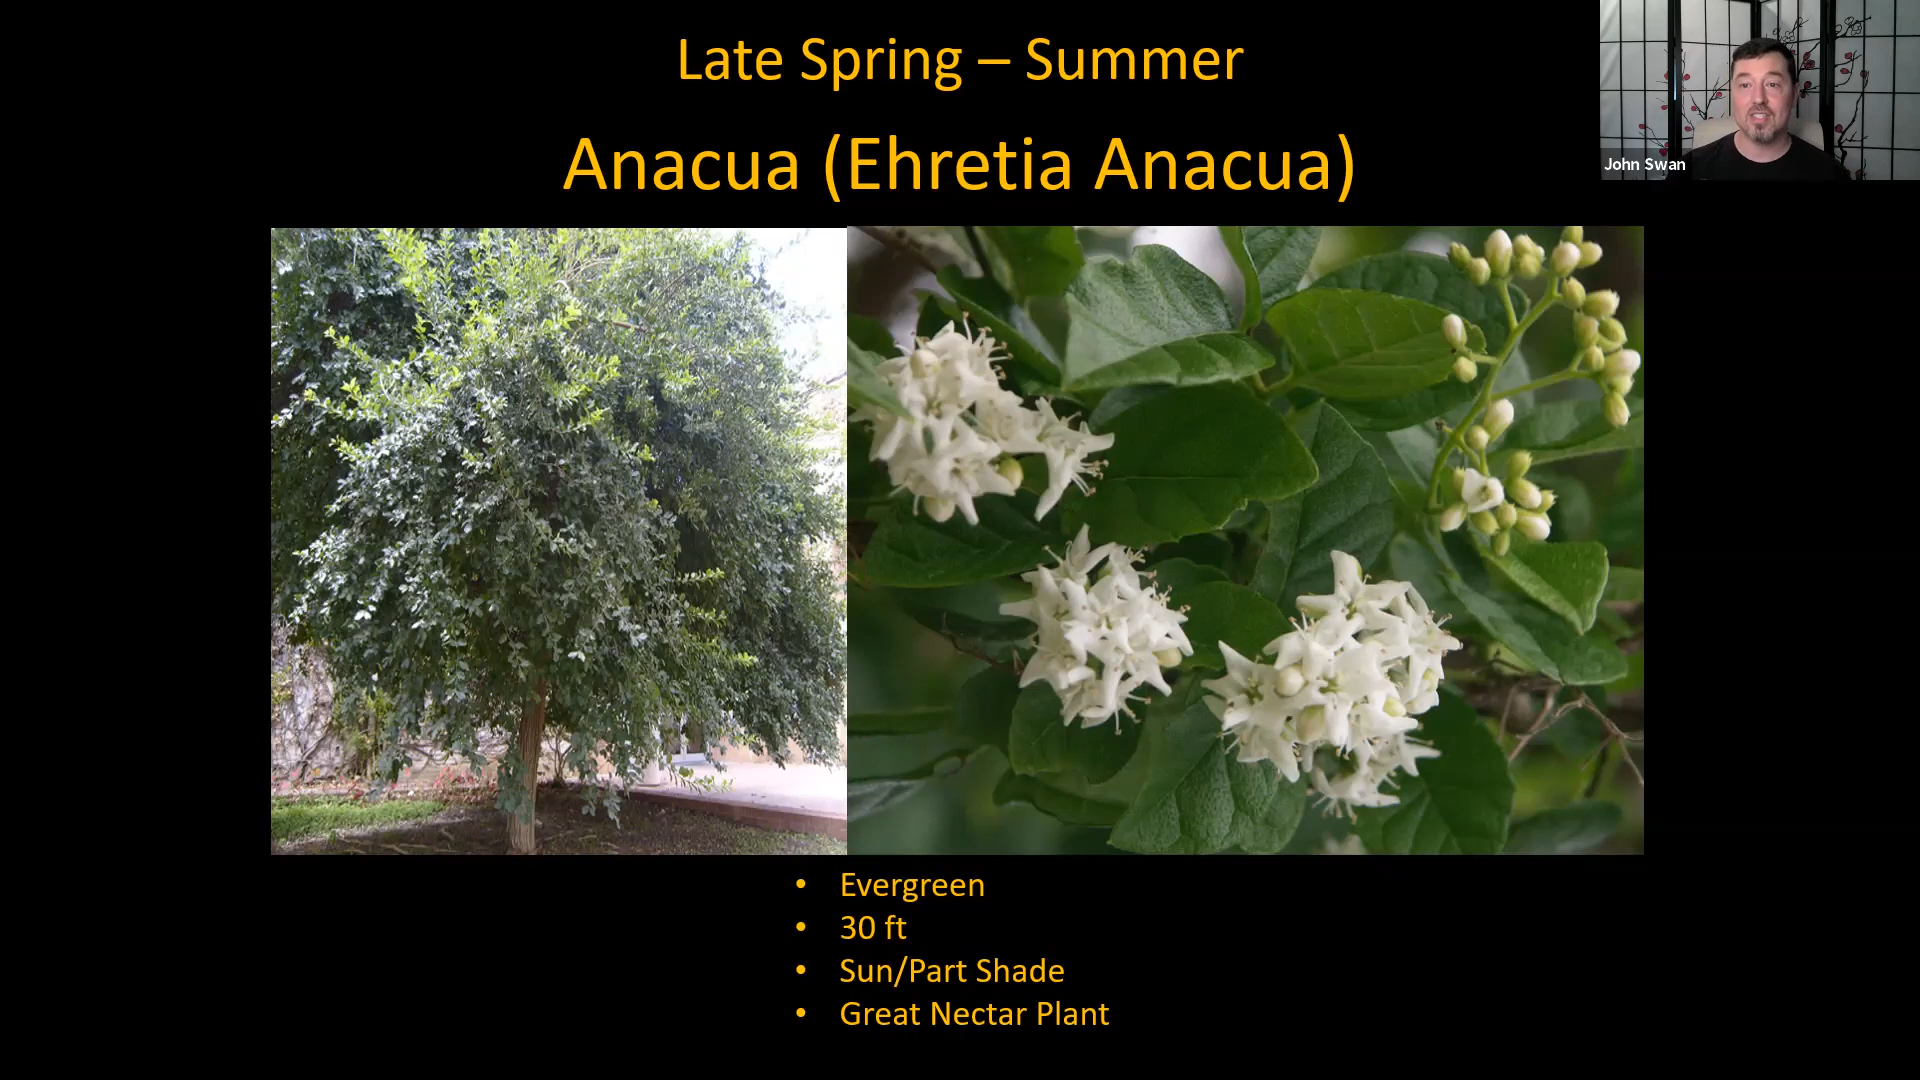 Late Spring – Summer
Anacua (Ehretia Anacua)
John Swan
• Evergreen
• 30 ft
• Sun/Part Shade
• Great Nectar Plant